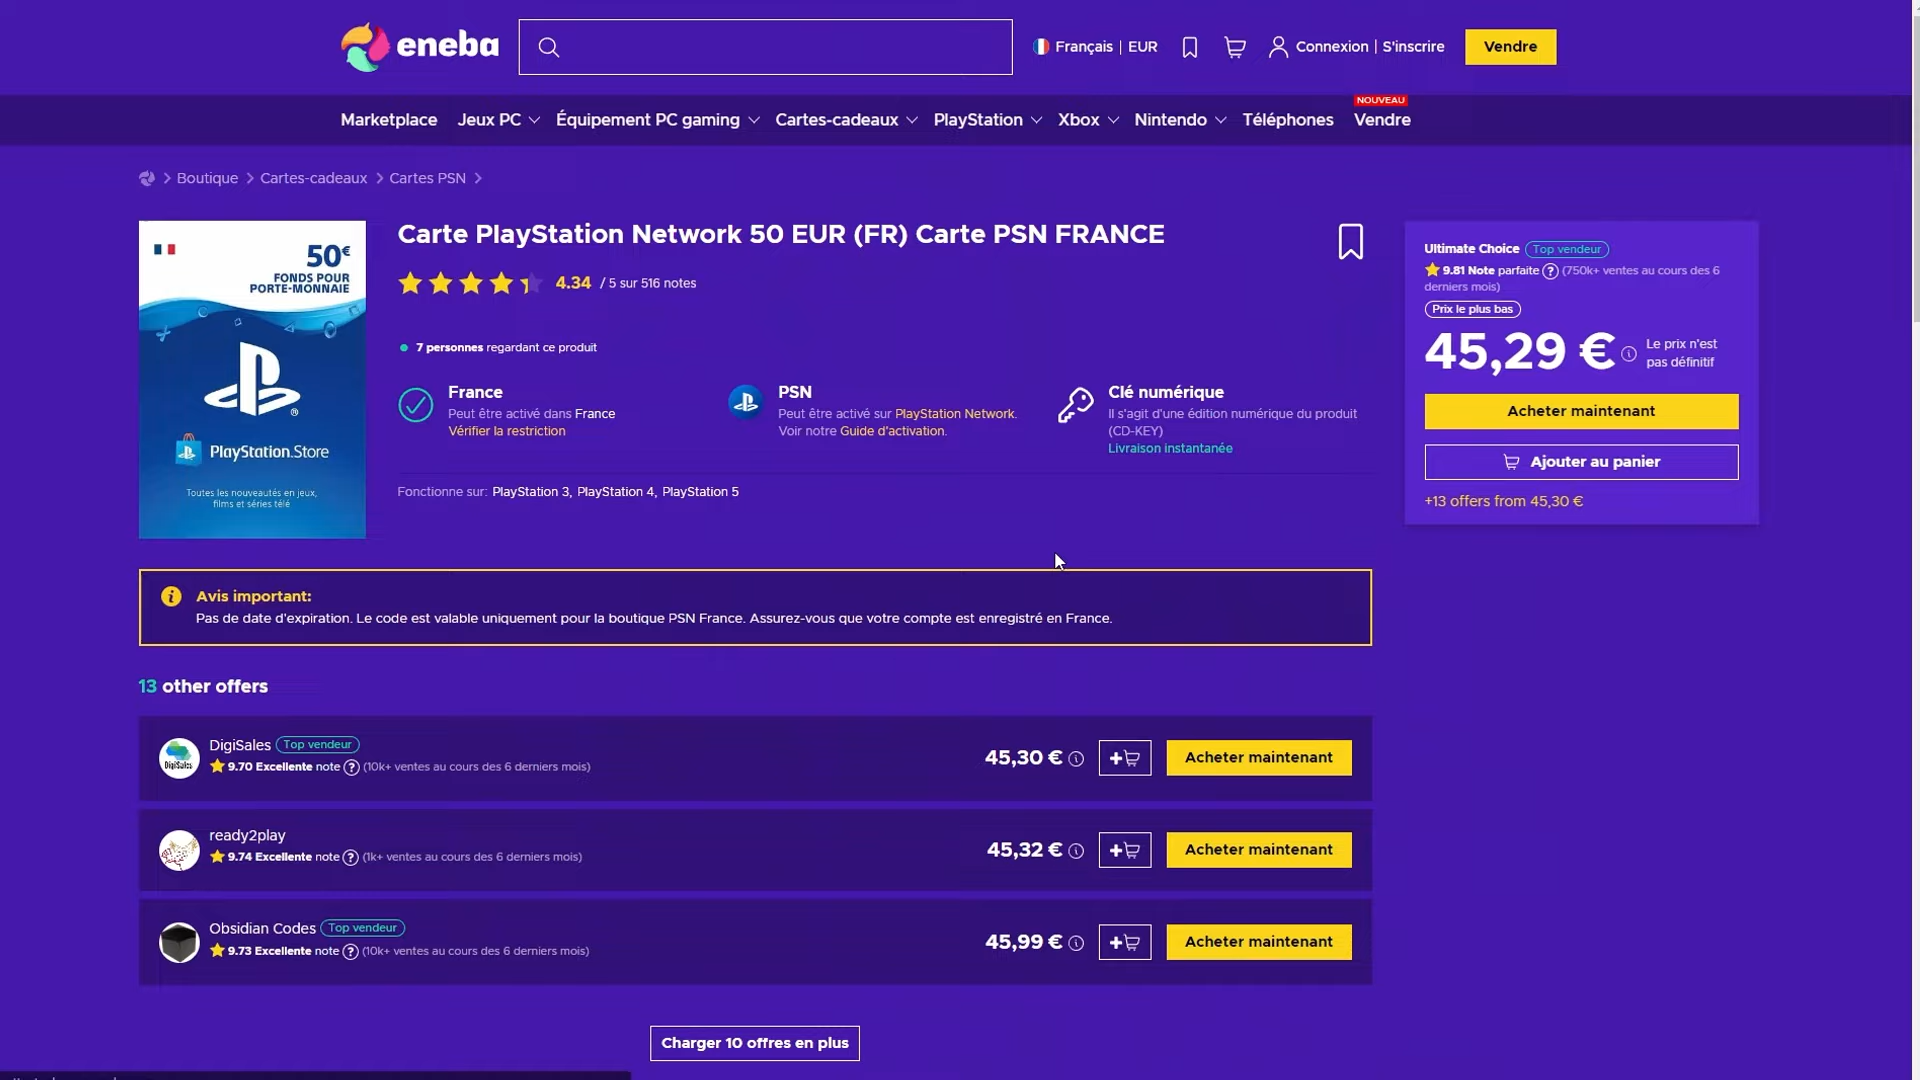 eneba
Français | EUR
Connexion | S'inscrire
Vendre
NOUVEAU
Marketplace
Jeux PC
Équipement PC gaming
Cartes-cadeaux
PlayStation
Xbox
Nintendo
Téléphones
Vendre
Boutique
Cartes-cadeaux
Cartes PSN
50€
FONDS POUR
PORTE-MONNAIE
PlayStation.Store
Toutes les nouveautés en jeux,
films et séries télé
Carte PlayStation Network 50 EUR (FR) Carte PSN FRANCE
4.34 / 5 sur 516 notes
7 personnes regardant ce produit
France
Peut être activé dans France
Vérifier la restriction
PSN
Peut être activé sur PlayStation Network.
Voir notre Guide d'activation.
Clé numérique
Il s'agit d'une édition numérique du produit
(CD-KEY)
Livraison instantanée
Fonctionne sur: PlayStation 3, PlayStation 4, PlayStation 5
Ultimate Choice Top vendeur
9.81 Note parfaite ? (750k+ ventes au cours des 6
derniers mois)
Prix le plus bas
45,29 €
Le prix n'est
pas définitif
Acheter maintenant
Ajouter au panier
+13 offers from 45,30 €
Avis important:
Pas de date d'expiration. Le code est valable uniquement pour la boutique PSN France. Assurez-vous que votre compte est enregistré en France.
13 other offers
DigiSales
DigiSales Top vendeur
9.70 Excellente note ? (10k+ ventes au cours des 6 derniers mois)
45,30 €
Acheter maintenant
ready2play
9.74 Excellente note ? (1k+ ventes au cours des 6 derniers mois)
45,32 €
Acheter maintenant
Obsidian Codes Top vendeur
9.73 Excellente note ? (10k+ ventes au cours des 6 derniers mois)
45,99 €
Acheter maintenant
Charger 10 offres en plus